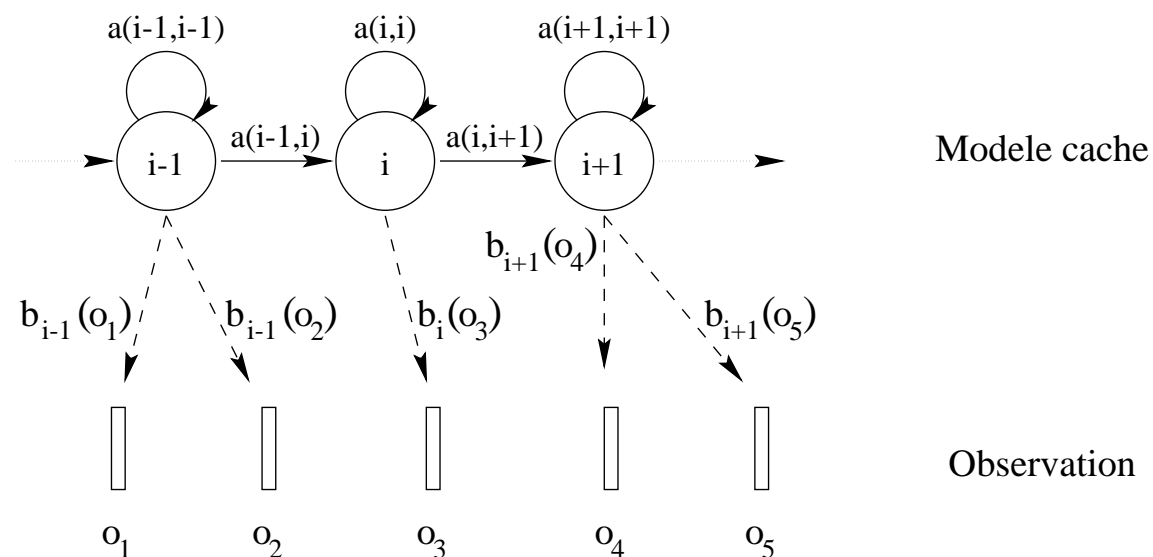 a(i-1,i-1) a(i,i) a(i+1,i+1)
a(i-1,i) a(i,i+1)
i-1 i i+1 Modele cache
b_{i+1}(o_4)
b_{i-1}(o_1) b_{i-1}(o_2) b_i(o_3) b_{i+1}(o_5)
Observation
o_1 o_2 o_3 o_4 o_5